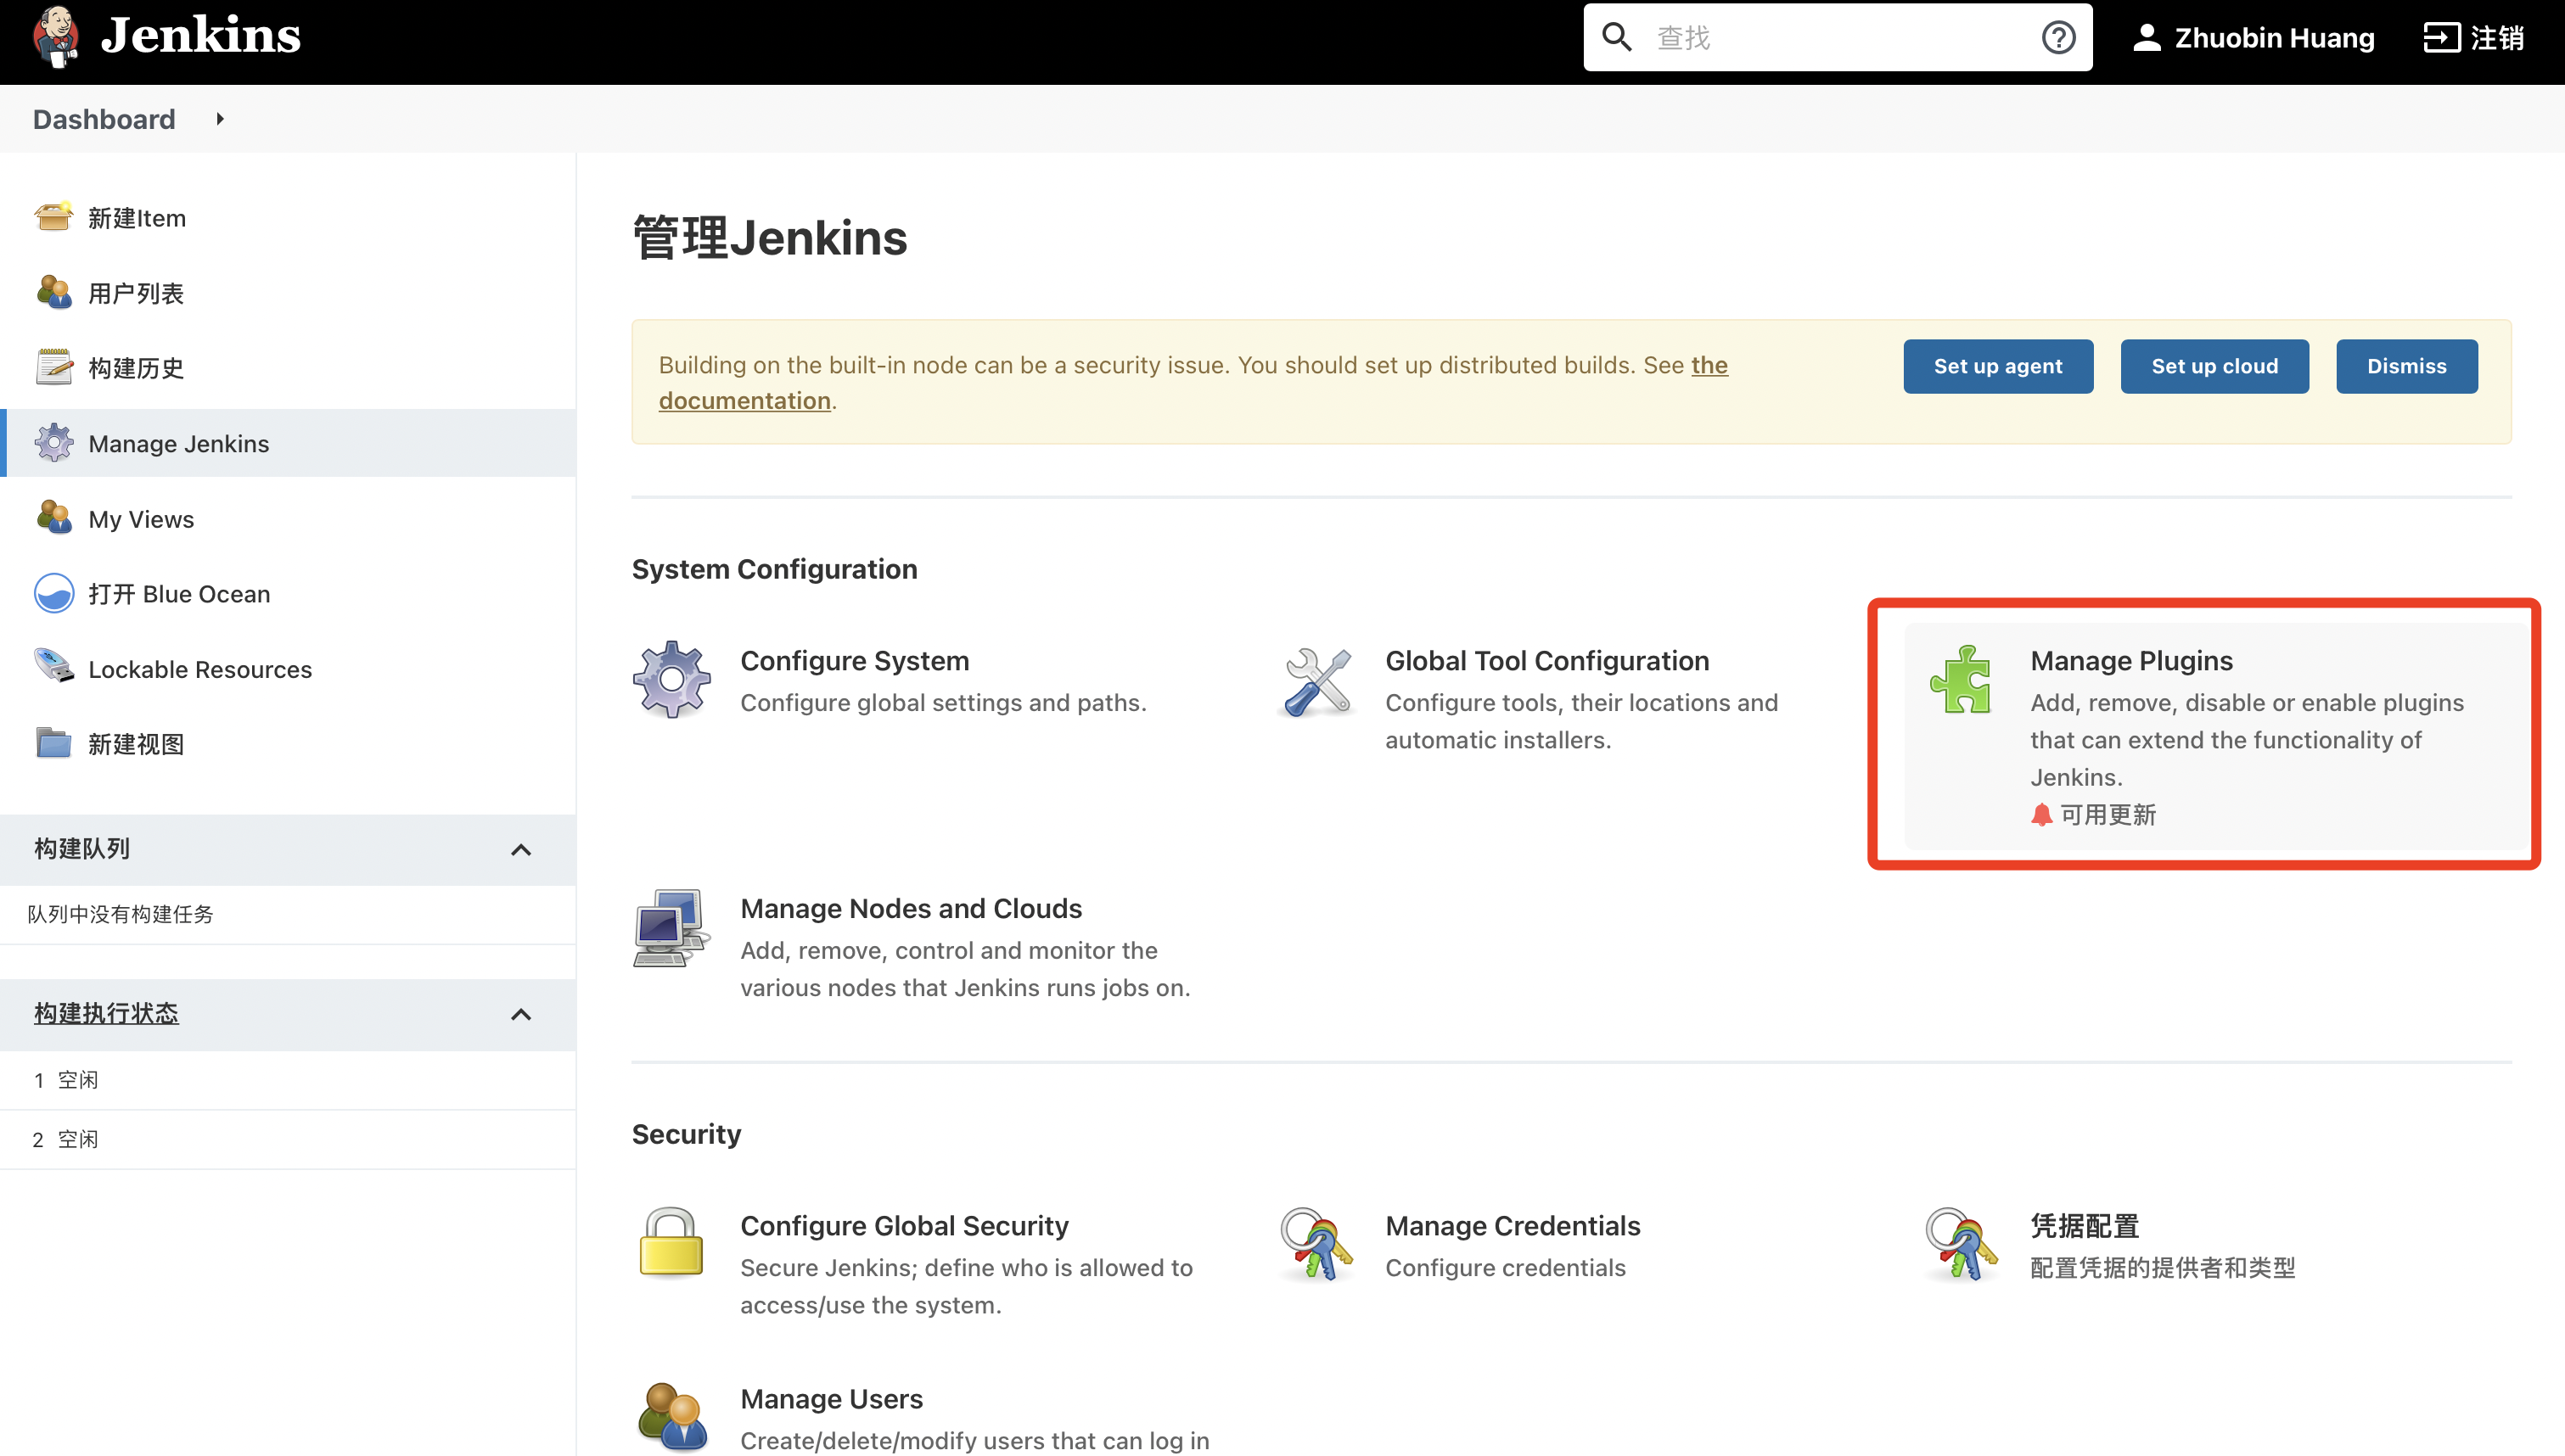 Jenkins
查找
Zhuobin Huang
注销
Dashboard
新建Item
用户列表
构建历史
Manage Jenkins
My Views
打开 Blue Ocean
Lockable Resources
新建视图
构建队列
队列中没有构建任务
构建执行状态
1 空闲
2 空闲
管理Jenkins
Building on the built-in node can be a security issue. You should set up distributed builds. See the
documentation.
Set up agent
Set up cloud
Dismiss
System Configuration
Configure System
Configure global settings and paths.
Global Tool Configuration
Configure tools, their locations and
automatic installers.
Manage Plugins
Add, remove, disable or enable plugins
that can extend the functionality of
Jenkins.
可用更新
Manage Nodes and Clouds
Add, remove, control and monitor the
various nodes that Jenkins runs jobs on.
Security
Configure Global Security
Secure Jenkins; define who is allowed to
access/use the system.
Manage Credentials
Configure credentials
凭据配置
配置凭据的提供者和类型
Manage Users
Create/delete/modify users that can log in